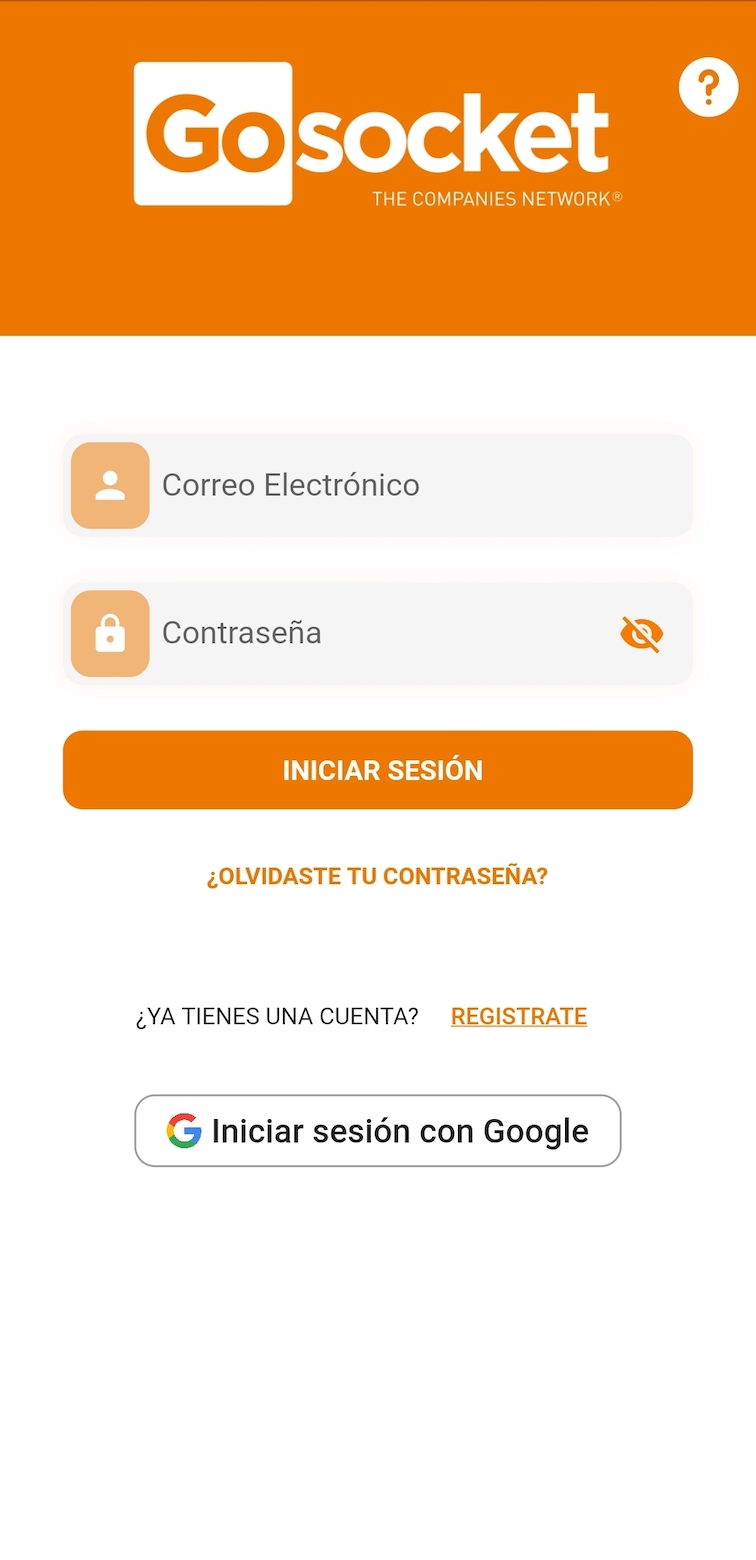 Gosocket
THE COMPANIES NETWORK®
?
Correo Electrónico
Contraseña
INICIAR SESIÓN
¿OLVIDASTE TU CONTRASEÑA?
¿YA TIENES UNA CUENTA? REGISTRATE
G Iniciar sesión con Google